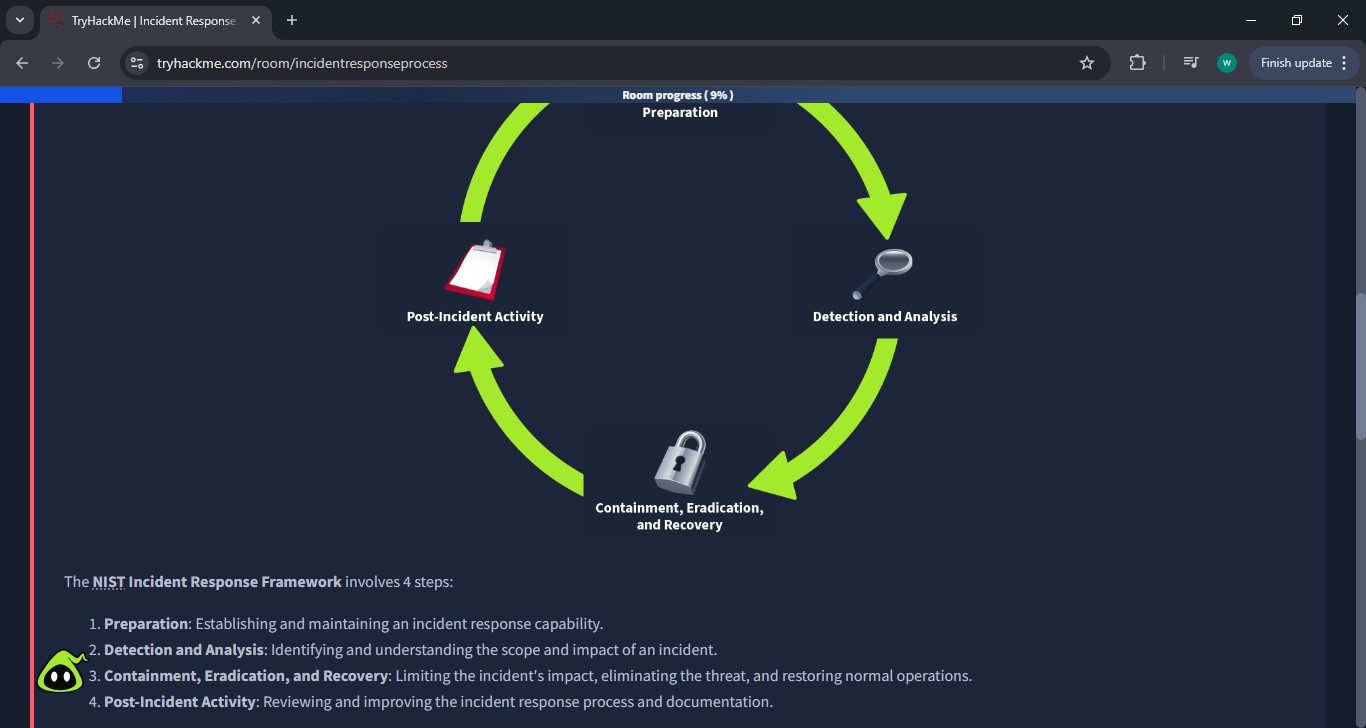 TryHackMe | Incident Response
tryhackme.com/room/incidentresponseprocess
W
Finish update
Room progress ( 9% )
Preparation
Post-Incident Activity
Detection and Analysis
Containment, Eradication,
and Recovery
The NIST Incident Response Framework involves 4 steps:
1. Preparation: Establishing and maintaining an incident response capability.
2. Detection and Analysis: Identifying and understanding the scope and impact of an incident.
3. Containment, Eradication, and Recovery: Limiting the incident's impact, eliminating the threat, and restoring normal operations.
4. Post-Incident Activity: Reviewing and improving the incident response process and documentation.